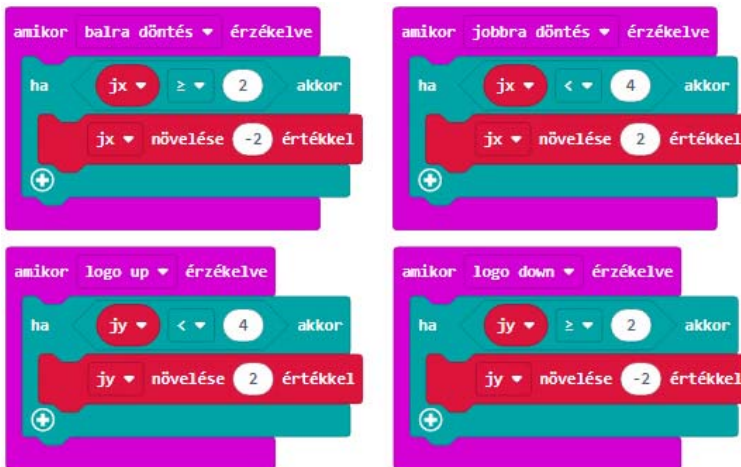 amikor balra döntés érzékelve
ha jx ≥ 2 akkor
jx növelése -2 értékkel
amikor jobbra döntés érzékelve
ha jx < 4 akkor
jx növelése 2 értékkel
amikor logo up érzékelve
ha jy < 4 akkor
jy növelése 2 értékkel
amikor logo down érzékelve
ha jy ≥ 2 akkor
jy növelése -2 értékkel